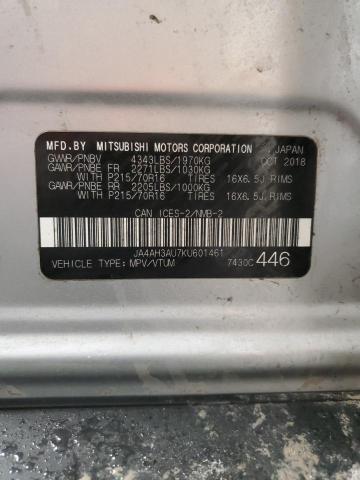 MFD.BY MITSUBISHI MOTORS CORPORATION JAPAN
GVWR/PNBV 4343LBS/1970KG OCT 2018
GAWR/PNBE FR 2271LBS/1030KG
WITH P215/70R16 TIRES 16X6.5J RIMS
GAWR/PNBE RR 2205LBS/1000KG
WITH P215/70R16 TIRES 16X6.5J RIMS
CAN ICES-2/NMB-2
JA4AH3AU7KU601461
VEHICLE TYPE: MPV/VTUM 7430C 446